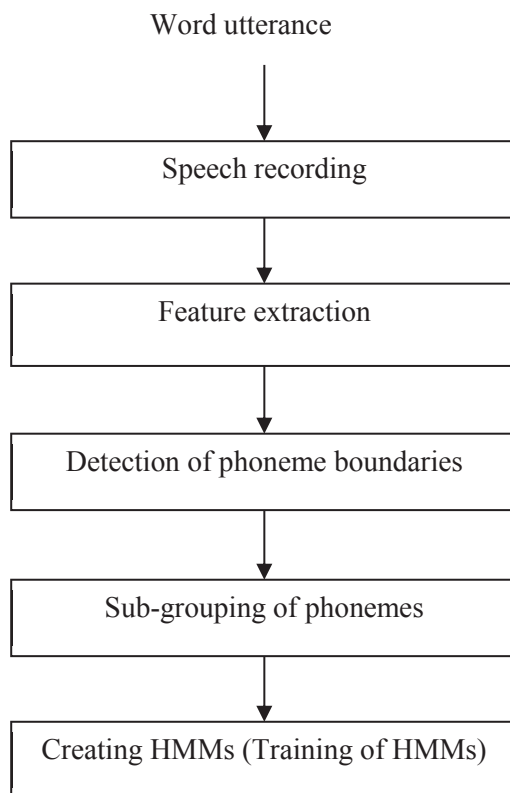 Word utterance
Speech recording
Feature extraction
Detection of phoneme boundaries
Sub-grouping of phonemes
Creating HMMs (Training of HMMs)